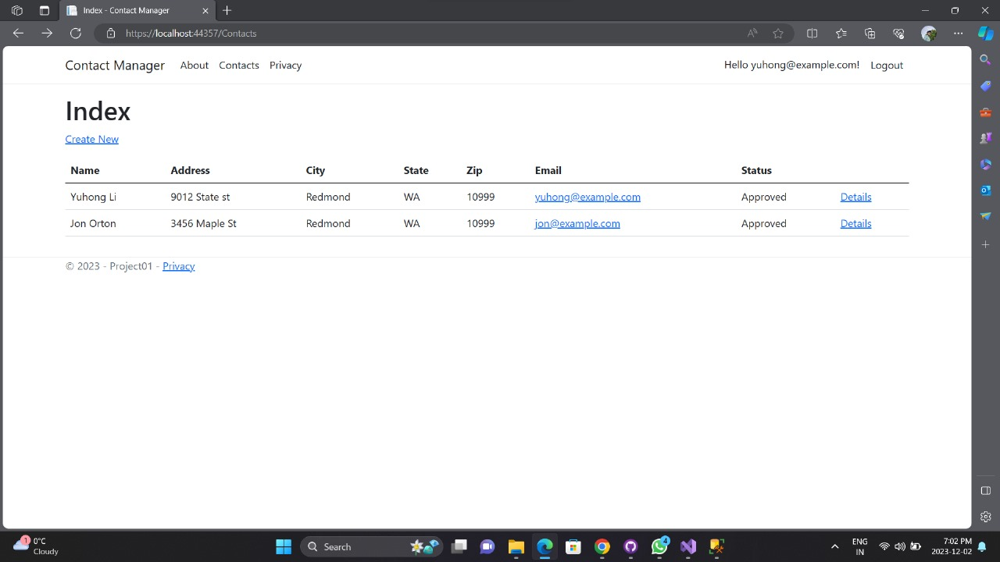 Index - Contact Manager
https://localhost:44357/Contacts
Contact Manager About Contacts Privacy Hello yuhong@example.com! Logout
Index
Create New
Name Address City State Zip Email Status
Yuhong Li 9012 State st Redmond WA 10999 yuhong@example.com Approved Details
Jon Orton 3456 Maple St Redmond WA 10999 jon@example.com Approved Details
© 2023 - Project01 - Privacy
1 0°C
Cloudy
Search
4
ENG
IN
7:02 PM
2023-12-02